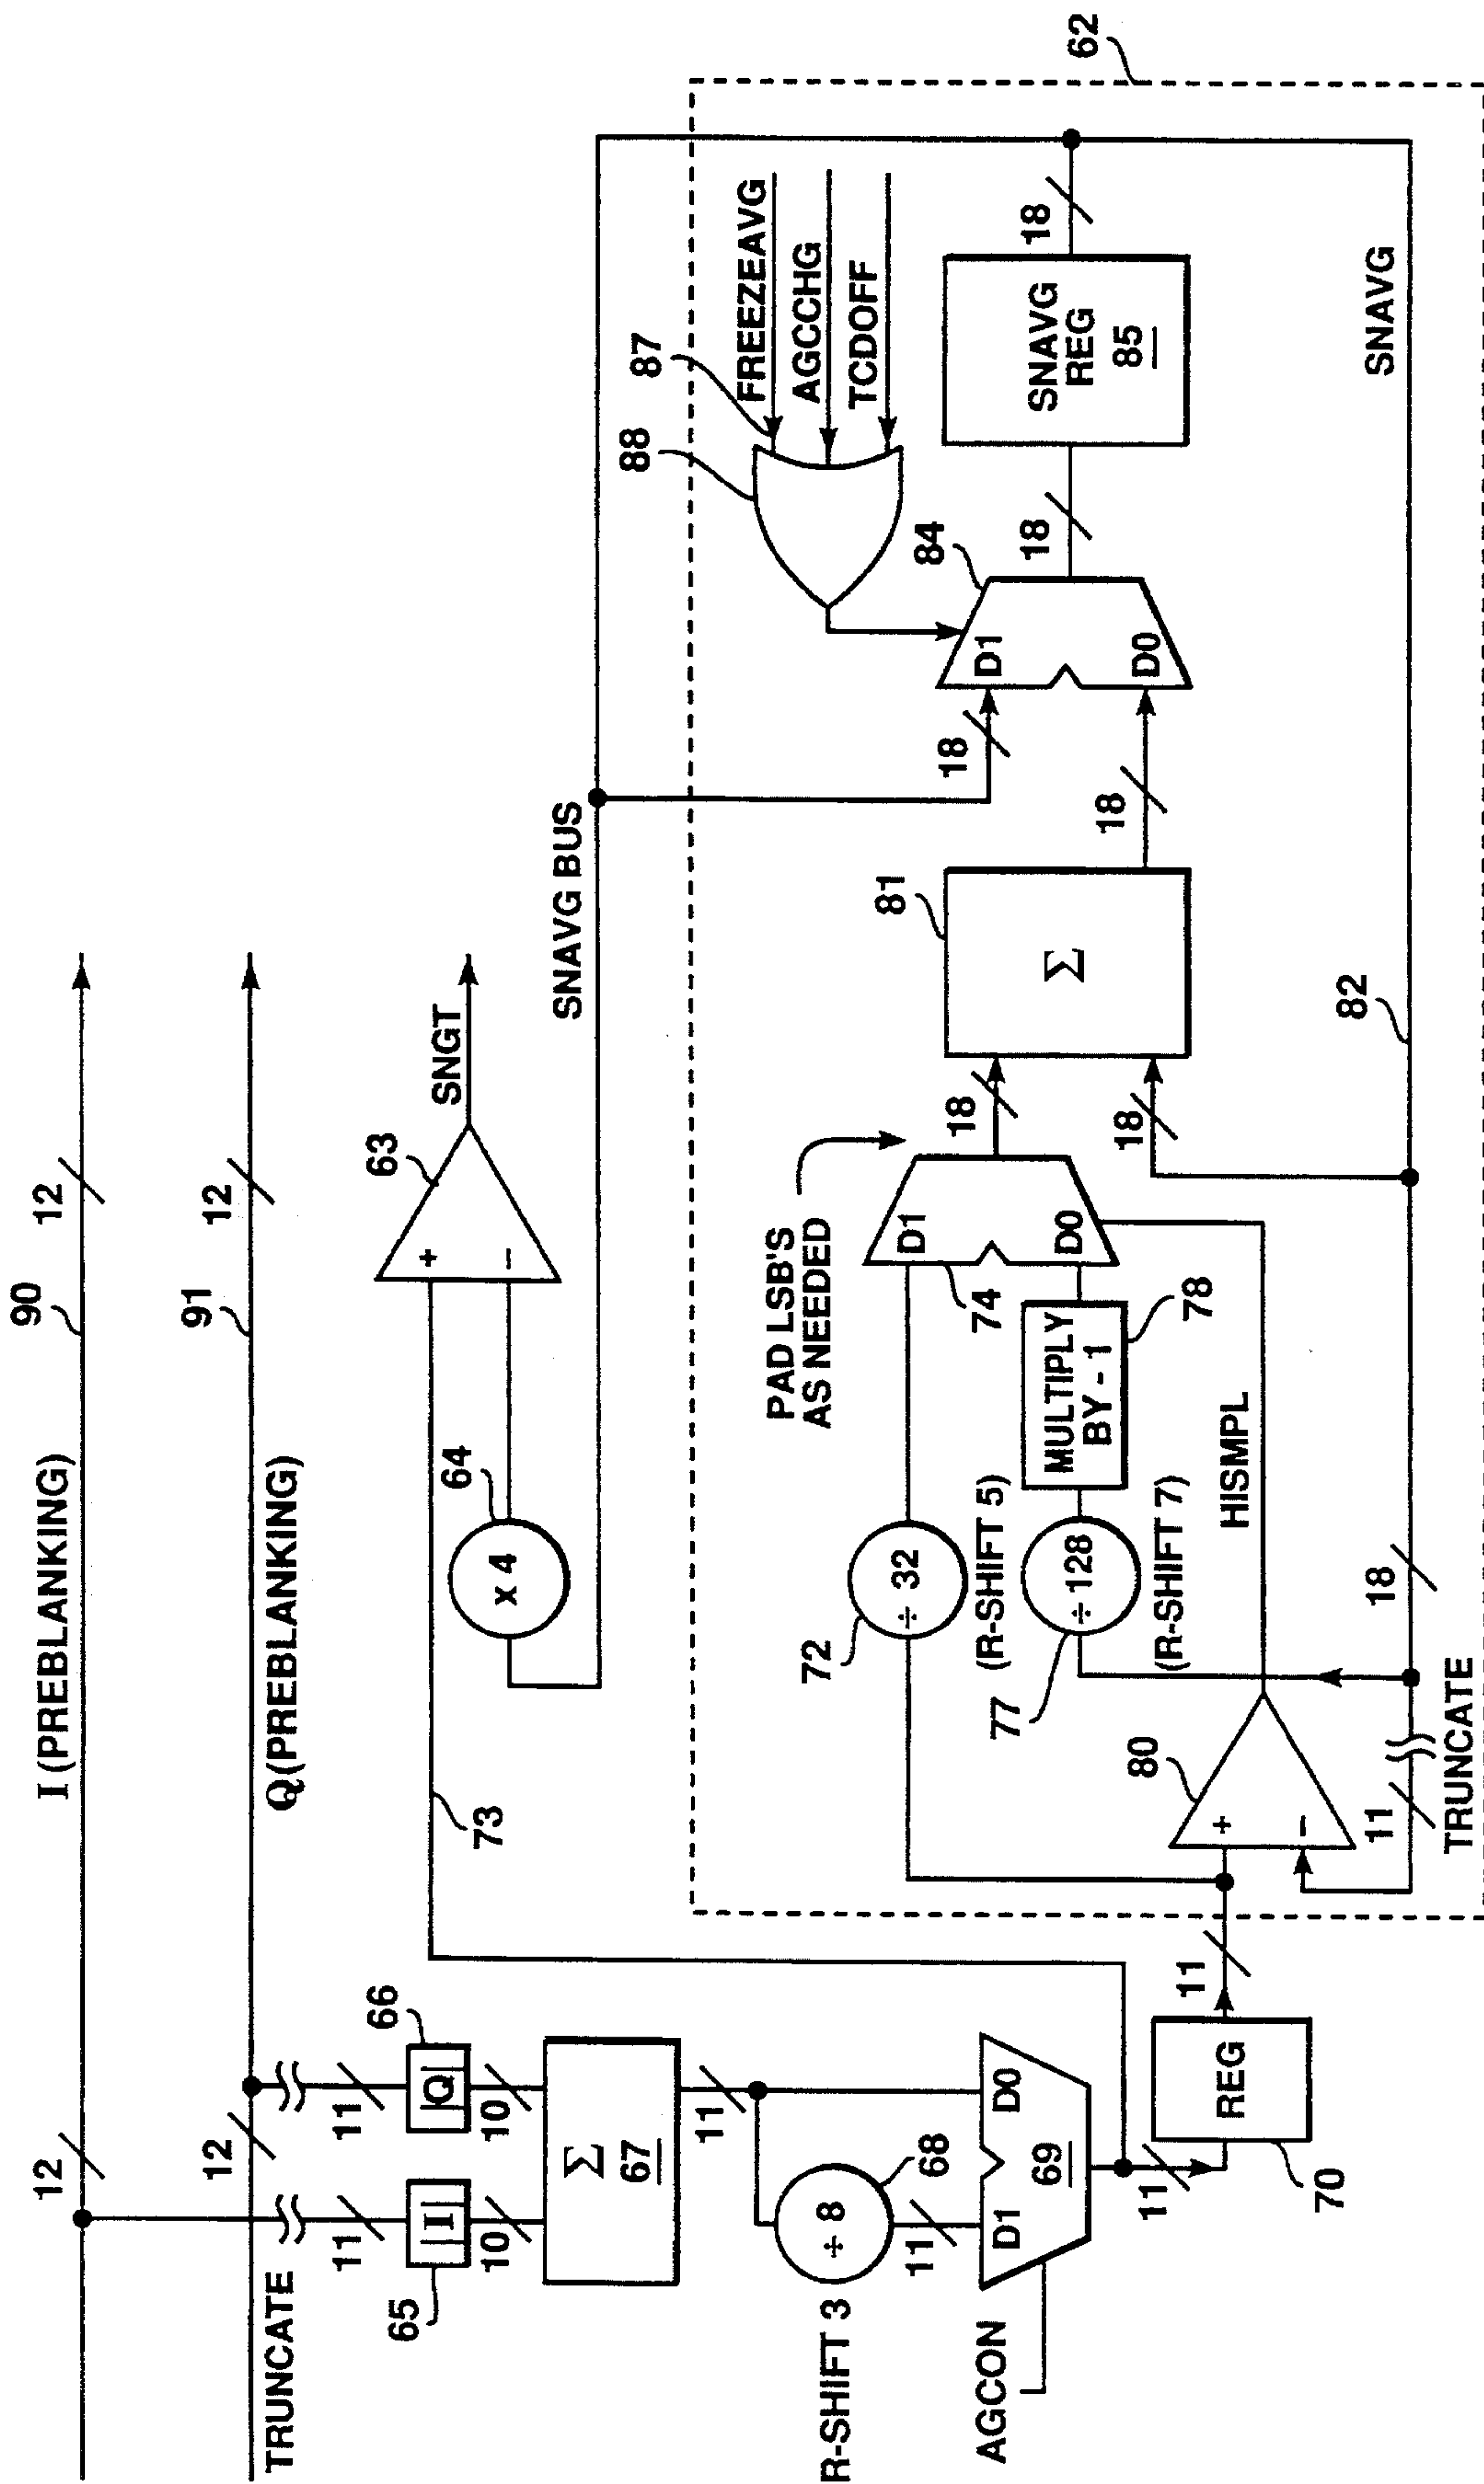 I (PREBLANKING)
90
12
12
Q(PREBLANKING)
91
12
12
TRUNCATE
11
11
65
|I|
66
|Q|
10
10
Σ
67
11
R-SHIFT 3
÷ 8
68
11
AGCON
D1
D0
69
11
REG
70
11
73
x 4
64
+
−
63
SNGT
SNAVG BUS
62
72
÷ 32
(R-SHIFT 5)
77
÷ 128
(R-SHIFT 7)
MULTIPLY
BY - 1
78
PAD LSB'S
AS NEEDED
D1
D0
74
18
80
+
−
HISMPL
11
TRUNCATE
18
18
81
Σ
18
18
82
SNAVG
D1
D0
84
88
87
FREEZEAVG
AGCCHG
TCDOFF
18
SNAVG
REG
85
18